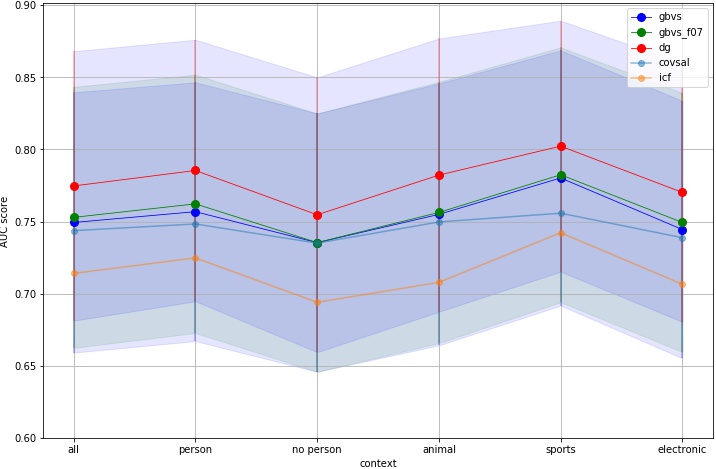 0.90
0.85
0.80
0.75
0.70
0.65
0.60
AUC score
gbvs
gbvs_f07
dg
covsal
icf
all person no person animal sports electronic
context